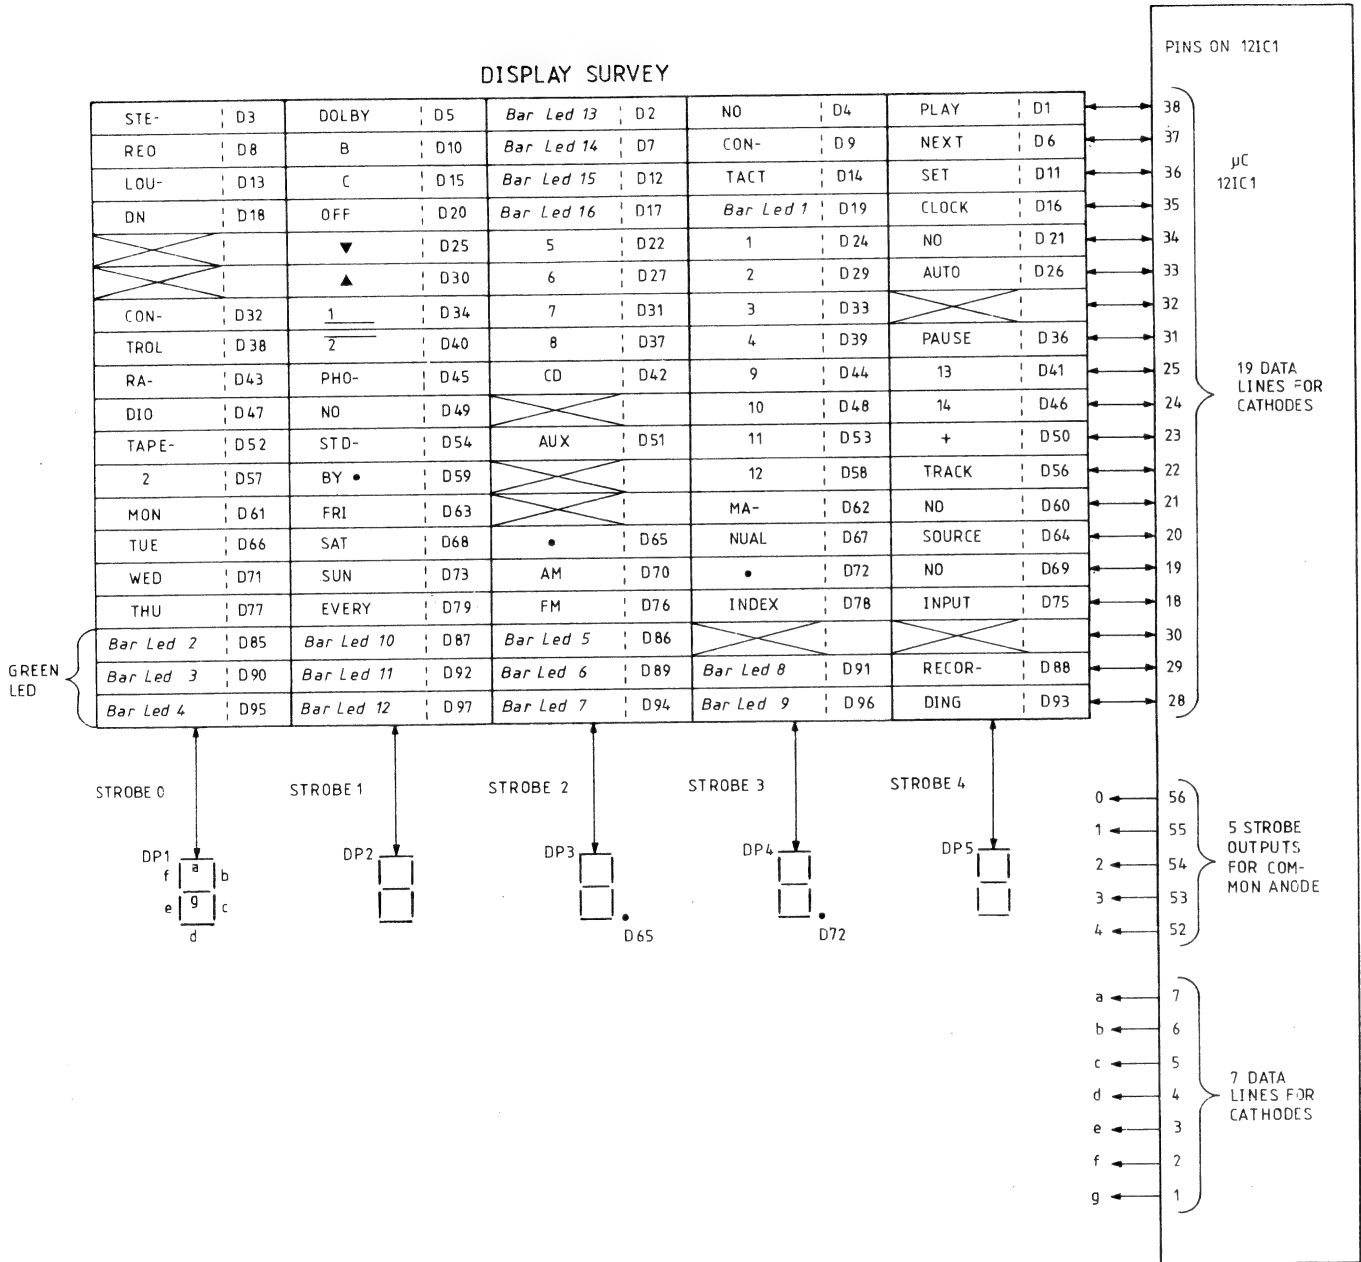 PINS ON 12IC1
DISPLAY SURVEY
STE- D3 DOLBY D5 Bar Led 13 D2 NO D4 PLAY D1 38
REO D8 B D10 Bar Led 14 D7 CON- D9 NEXT D6 37
LOU- D13 C D15 Bar Led 15 D12 TACT D14 SET D11 36
DN D18 OFF D20 Bar Led 16 D17 Bar Led 1 D19 CLOCK D16 35
▼ D25 5 D22 1 D24 NO D21 34
▲ D30 6 D27 2 D29 AUTO D26 33
CON- D32 1 D34 7 D31 3 D33 32
TROL D38 2 D40 8 D37 4 D39 PAUSE D36 31
RA- D43 PHO- D45 CD D42 9 D44 13 D41 25
DIO D47 NO D49 10 D48 14 D46 24
TAPE- D52 STD- D54 AUX D51 11 D53 + D50 23
2 D57 BY • D59 12 D58 TRACK D56 22
MON D61 FRI D63 MA- D62 NO D60 21
TUE D66 SAT D68 • D65 NUAL D67 SOURCE D64 20
WED D71 SUN D73 AM D70 • D72 NO D69 19
THU D77 EVERY D79 FM D76 INDEX D78 INPUT D75 18
Bar Led 2 D85 Bar Led 10 D87 Bar Led 5 D86 30
Bar Led 3 D90 Bar Led 11 D92 Bar Led 6 D89 Bar Led 8 D91 RECOR- D88 29
Bar Led 4 D95 Bar Led 12 D97 Bar Led 7 D94 Bar Led 9 D96 DING D93 28
GREEN
LED
µC
12IC1
19 DATA
LINES FOR
CATHODES
STROBE 0 STROBE 1 STROBE 2 STROBE 3 STROBE 4
DP1 DP2 DP3 DP4 DP5
a
f b
g
e c
d
D65 D72
0 56
1 55
2 54
3 53
4 52
5 STROBE
OUTPUTS
FOR COM-
MON ANODE
a 7
b 6
c 5
d 4
e 3
f 2
g 1
7 DATA
LINES FOR
CATHODES